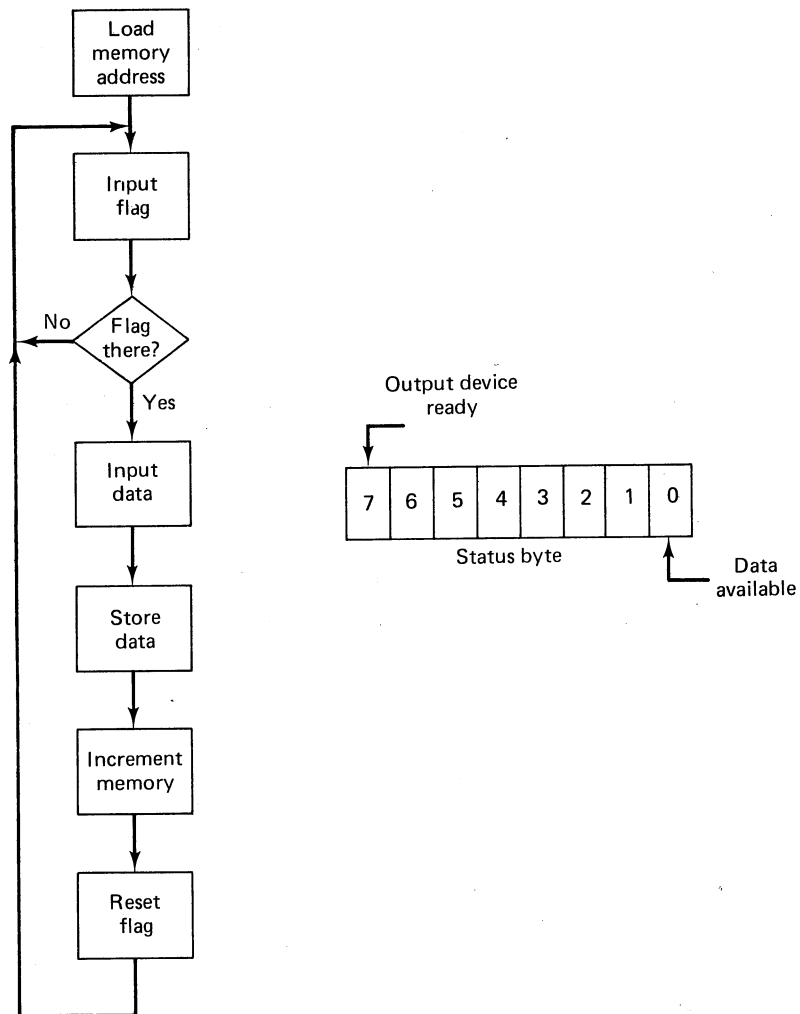 Load
memory
address
Input
flag
Flag
there?
No
Yes
Input
data
Store
data
Increment
memory
Reset
flag
Output device
ready
7 6 5 4 3 2 1 0
Status byte
Data
available